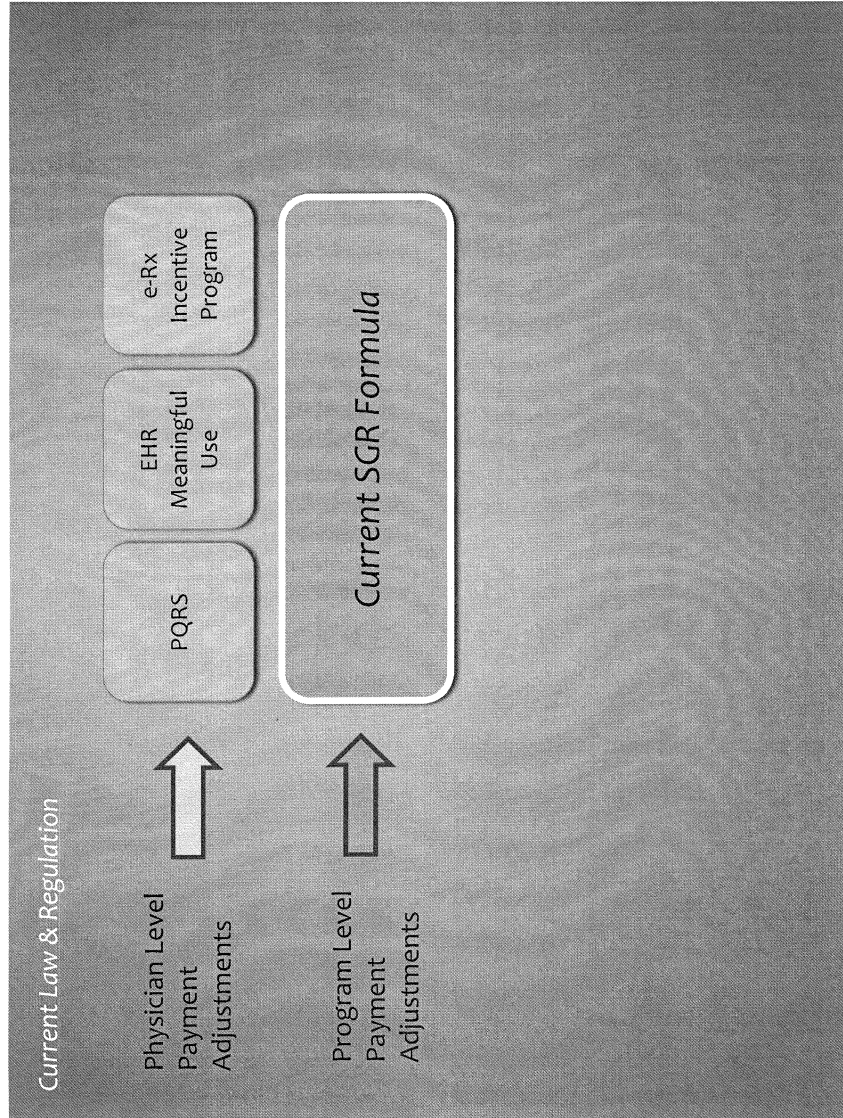 Current Law & Regulation
Physician Level
Payment
Adjustments
PQRS
EHR
Meaningful
Use
e-Rx
Incentive
Program
Program Level
Payment
Adjustments
Current SGR Formula